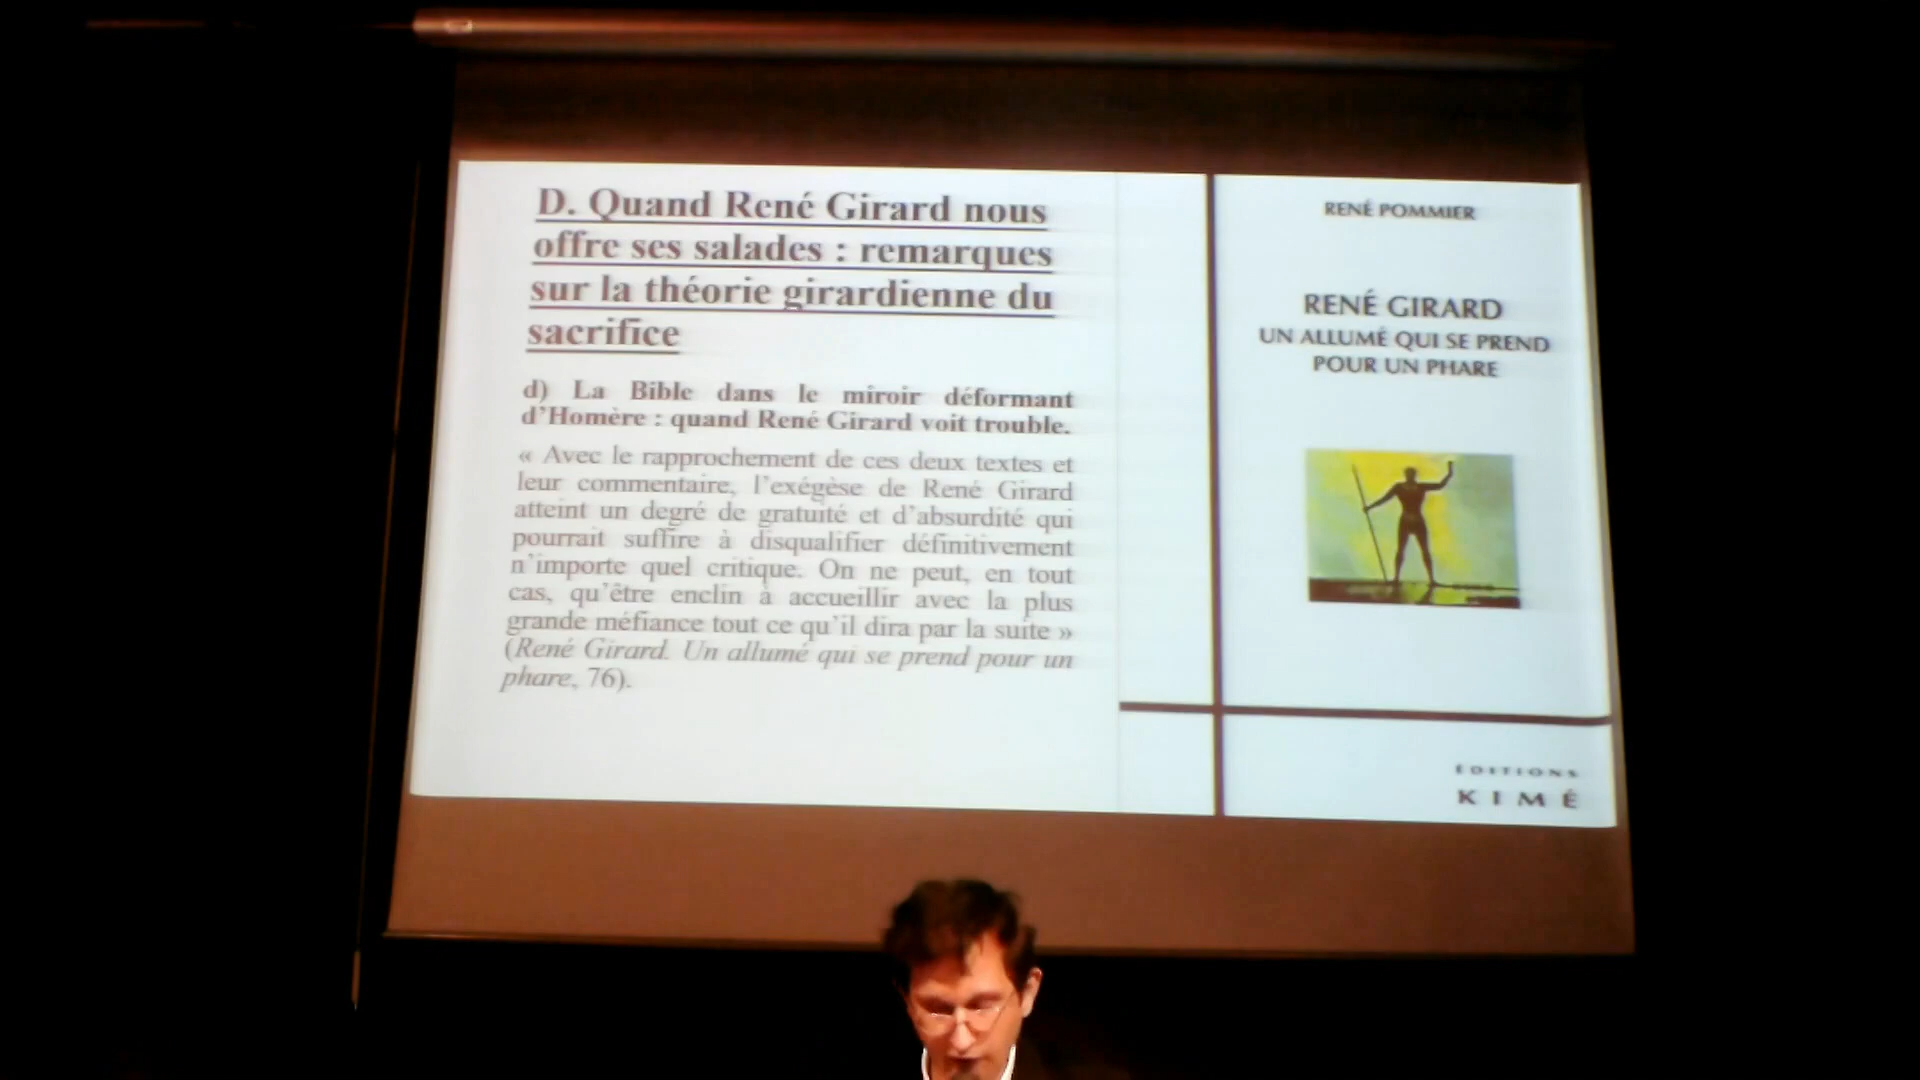 D. Quand René Girard nous
offre ses salades : remarques
sur la théorie girardienne du
sacrifice
d) La Bible dans le miroir déformant
d'Homère : quand René Girard voit trouble.
« Avec le rapprochement de ces deux textes et
leur commentaire, l'exégèse de René Girard
atteint un degré de gratuité et d'absurdité qui
pourrait suffire à disqualifier définitivement
n'importe quel critique. On ne peut, en tout
cas, qu'être enclin à accueillir avec la plus
grande méfiance tout ce qu'il dira par la suite »
(René Girard. Un allumé qui se prend pour un
phare, 76).
RENÉ POMMIER
RENÉ GIRARD
UN ALLUMÉ QUI SE PREND
POUR UN PHARE
ÉDITIONS
KIMÉ